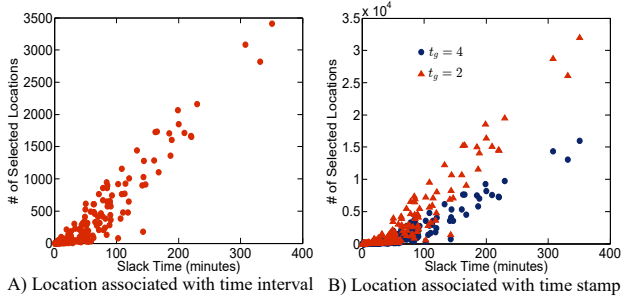 3500
3000
2500
2000
1500
1000
500
0
# of Selected Locations
0 100 200 300 400
Slack Time (minutes)
A) Location associated with time interval
x 10^4
3.5
3
2.5
2
1.5
1
0.5
0
# of Selected Locations
t_g = 4
t_g = 2
0 100 200 300 400
Slack Time (minutes)
B) Location associated with time stamp